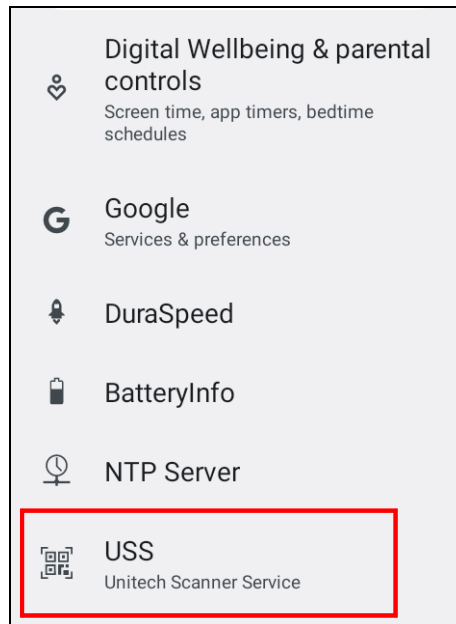 Digital Wellbeing & parental
controls
Screen time, app timers, bedtime
schedules
Google
Services & preferences
DuraSpeed
BatteryInfo
NTP Server
USS
Unitech Scanner Service